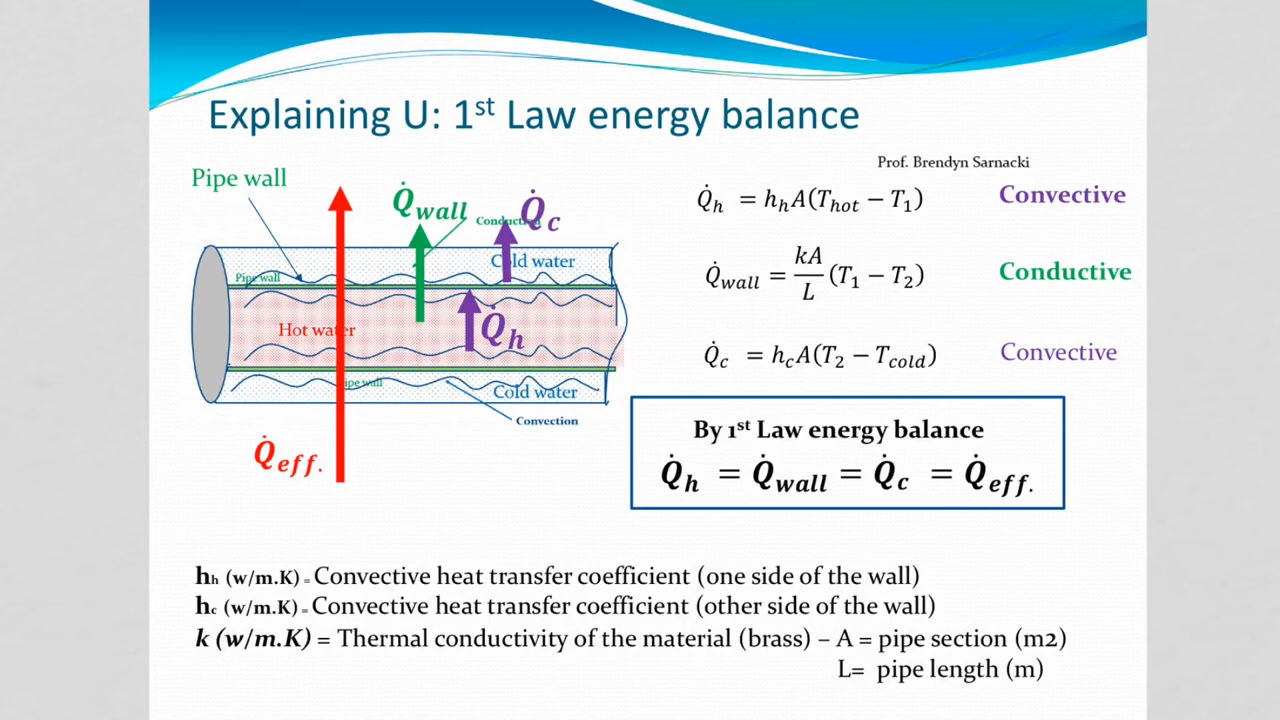 Explaining U: 1st Law energy balance
Prof. Brendyn Sarnacki
Pipe wall
Q̇wall
Conduction
Q̇c
Cold water
Pipe wall
Hot water
Q̇h
Pipe wall
Cold water
Convection
Q̇eff.
Q̇h = hhA(Thot − T1) Convective
Q̇wall = kA/L (T1 − T2) Conductive
Q̇c = hcA(T2 − Tcold) Convective
By 1st Law energy balance
Q̇h = Q̇wall = Q̇c = Q̇eff.
hh (w/m.K) = Convective heat transfer coefficient (one side of the wall)
hc (w/m.K) = Convective heat transfer coefficient (other side of the wall)
k (w/m.K) = Thermal conductivity of the material (brass) – A = pipe section (m2)
L= pipe length (m)